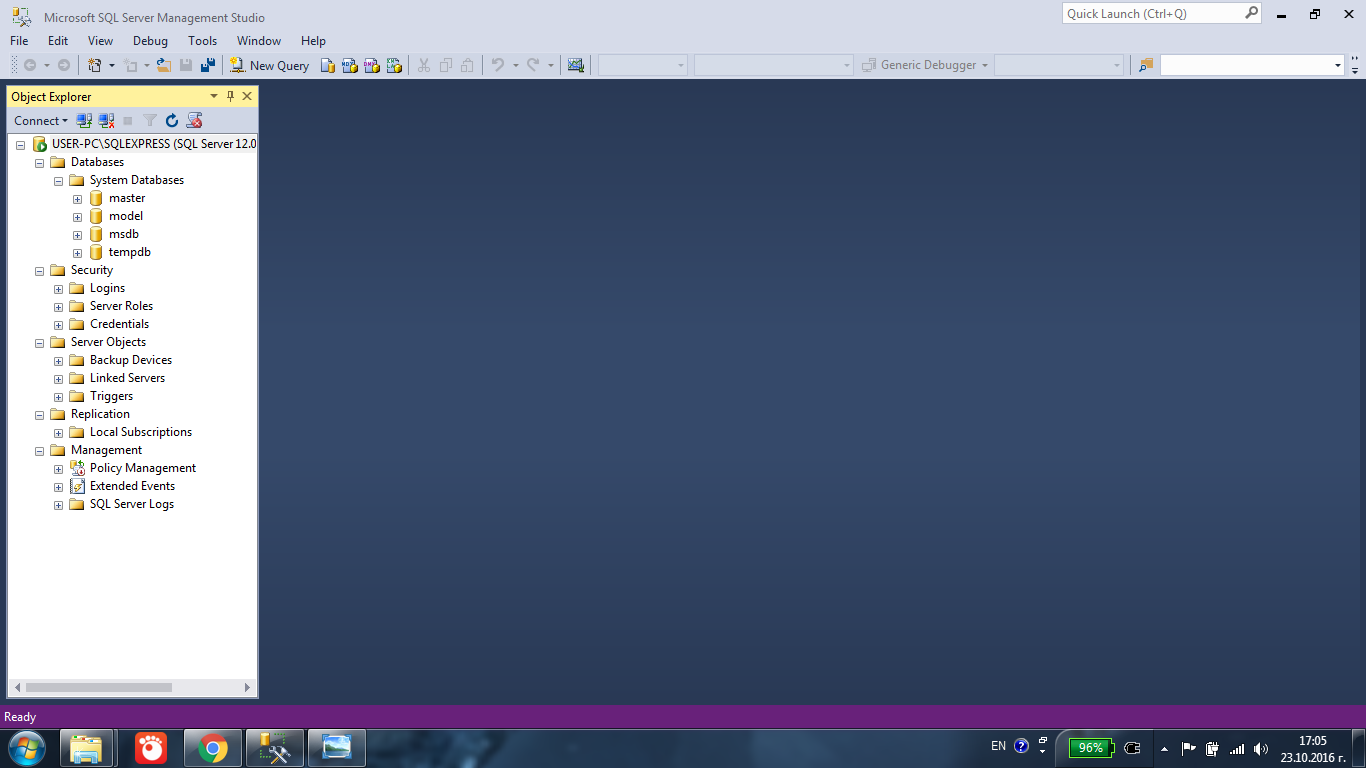 Microsoft SQL Server Management Studio
Quick Launch (Ctrl+Q)
File Edit View Debug Tools Window Help
New Query
Generic Debugger
Object Explorer
Connect
USER-PC\SQLEXPRESS (SQL Server 12.0
Databases
System Databases
master
model
msdb
tempdb
Security
Logins
Server Roles
Credentials
Server Objects
Backup Devices
Linked Servers
Triggers
Replication
Local Subscriptions
Management
Policy Management
Extended Events
SQL Server Logs
Ready
EN
96%
17:05
23.10.2016 г.